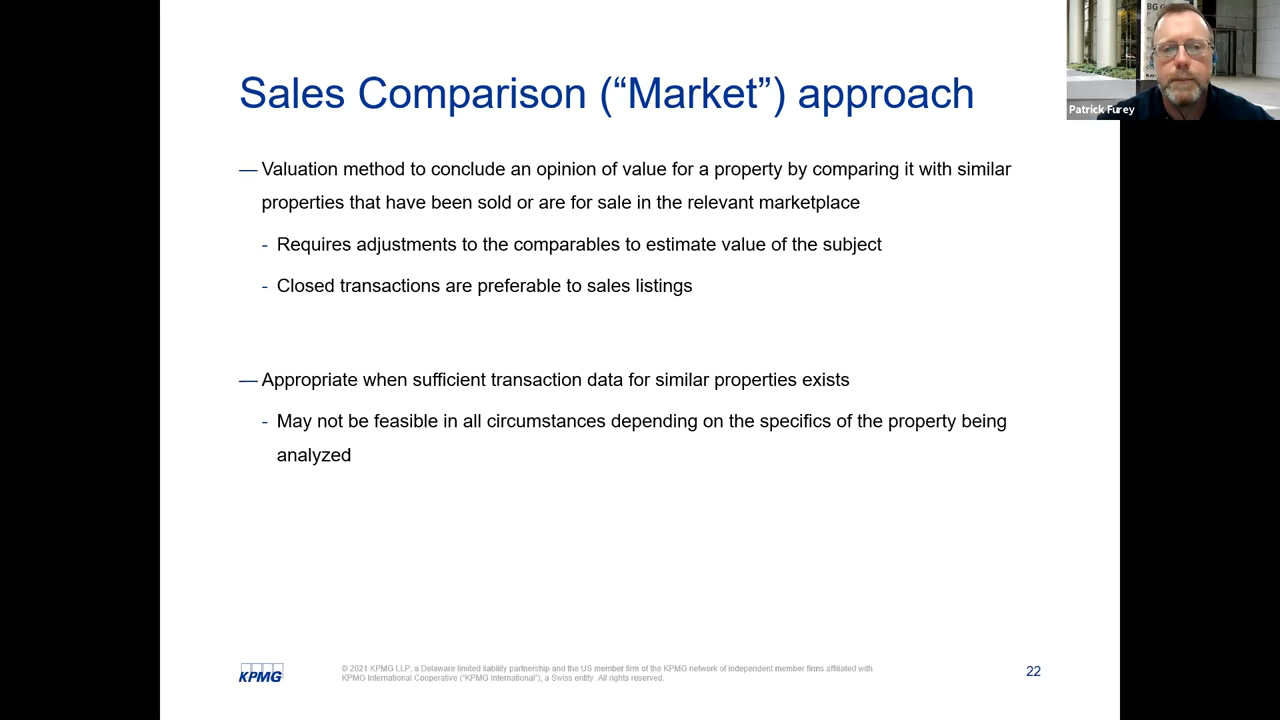 Sales Comparison (“Market”) approach
— Valuation method to conclude an opinion of value for a property by comparing it with similar
properties that have been sold or are for sale in the relevant marketplace
- Requires adjustments to the comparables to estimate value of the subject
- Closed transactions are preferable to sales listings
— Appropriate when sufficient transaction data for similar properties exists
- May not be feasible in all circumstances depending on the specifics of the property being
analyzed
KPMG
© 2021 KPMG LLP, a Delaware limited liability partnership and the US member firm of the KPMG network of independent member firms affiliated with
KPMG International Cooperative (“KPMG International”), a Swiss entity. All rights reserved.
22
BG
Patrick Furey